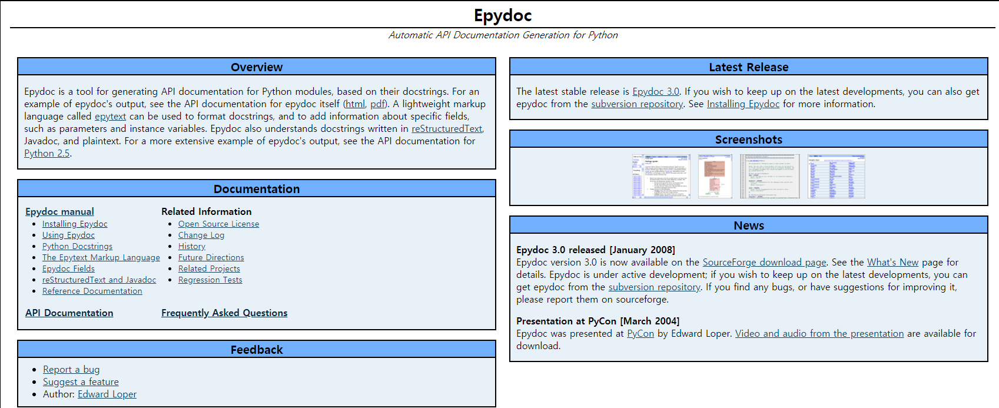 Epydoc
Automatic API Documentation Generation for Python
Overview
Epydoc is a tool for generating API documentation for Python modules, based on their docstrings. For an
example of epydoc's output, see the API documentation for epydoc itself (html, pdf). A lightweight markup
language called epytext can be used to format docstrings, and to add information about specific fields,
such as parameters and instance variables. Epydoc also understands docstrings written in reStructuredText,
Javadoc, and plaintext. For a more extensive example of epydoc's output, see the API documentation for
Python 2.5.
Documentation
Epydoc manual
Installing Epydoc
Using Epydoc
Python Docstrings
The Epytext Markup Language
Epydoc Fields
reStructuredText and Javadoc
Reference Documentation
Related Information
Open Source License
Change Log
History
Future Directions
Related Projects
Regression Tests
API Documentation
Frequently Asked Questions
Feedback
Report a bug
Suggest a feature
Author: Edward Loper
Latest Release
The latest stable release is Epydoc 3.0. If you wish to keep up on the latest developments, you can also get
epydoc from the subversion repository. See Installing Epydoc for more information.
Screenshots
News
Epydoc 3.0 released [January 2008]
Epydoc version 3.0 is now available on the SourceForge download page. See the What's New page for
details. Epydoc is under active development; if you wish to keep up on the latest developments, you can
get epydoc from the subversion repository. If you find any bugs, or have suggestions for improving it,
please report them on sourceforge.
Presentation at PyCon [March 2004]
Epydoc was presented at PyCon by Edward Loper. Video and audio from the presentation are available for
download.